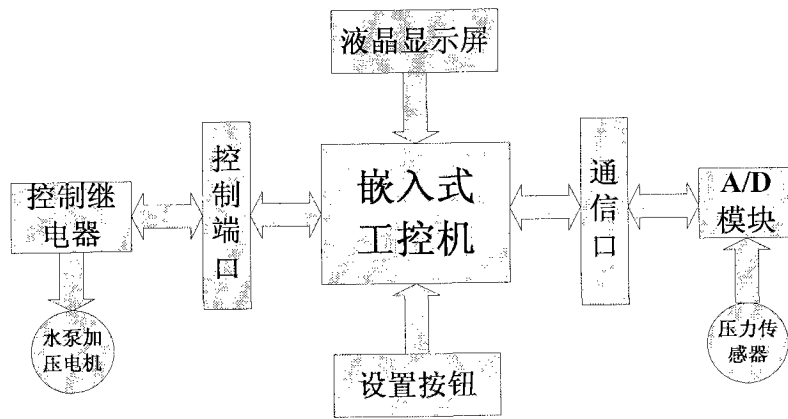 液晶显示屏
控制继
电器
控
制
端
口
嵌入式
工控机
通
信
口
A/D
模块
水泵加
压电机
设置按钮
压力传
感器